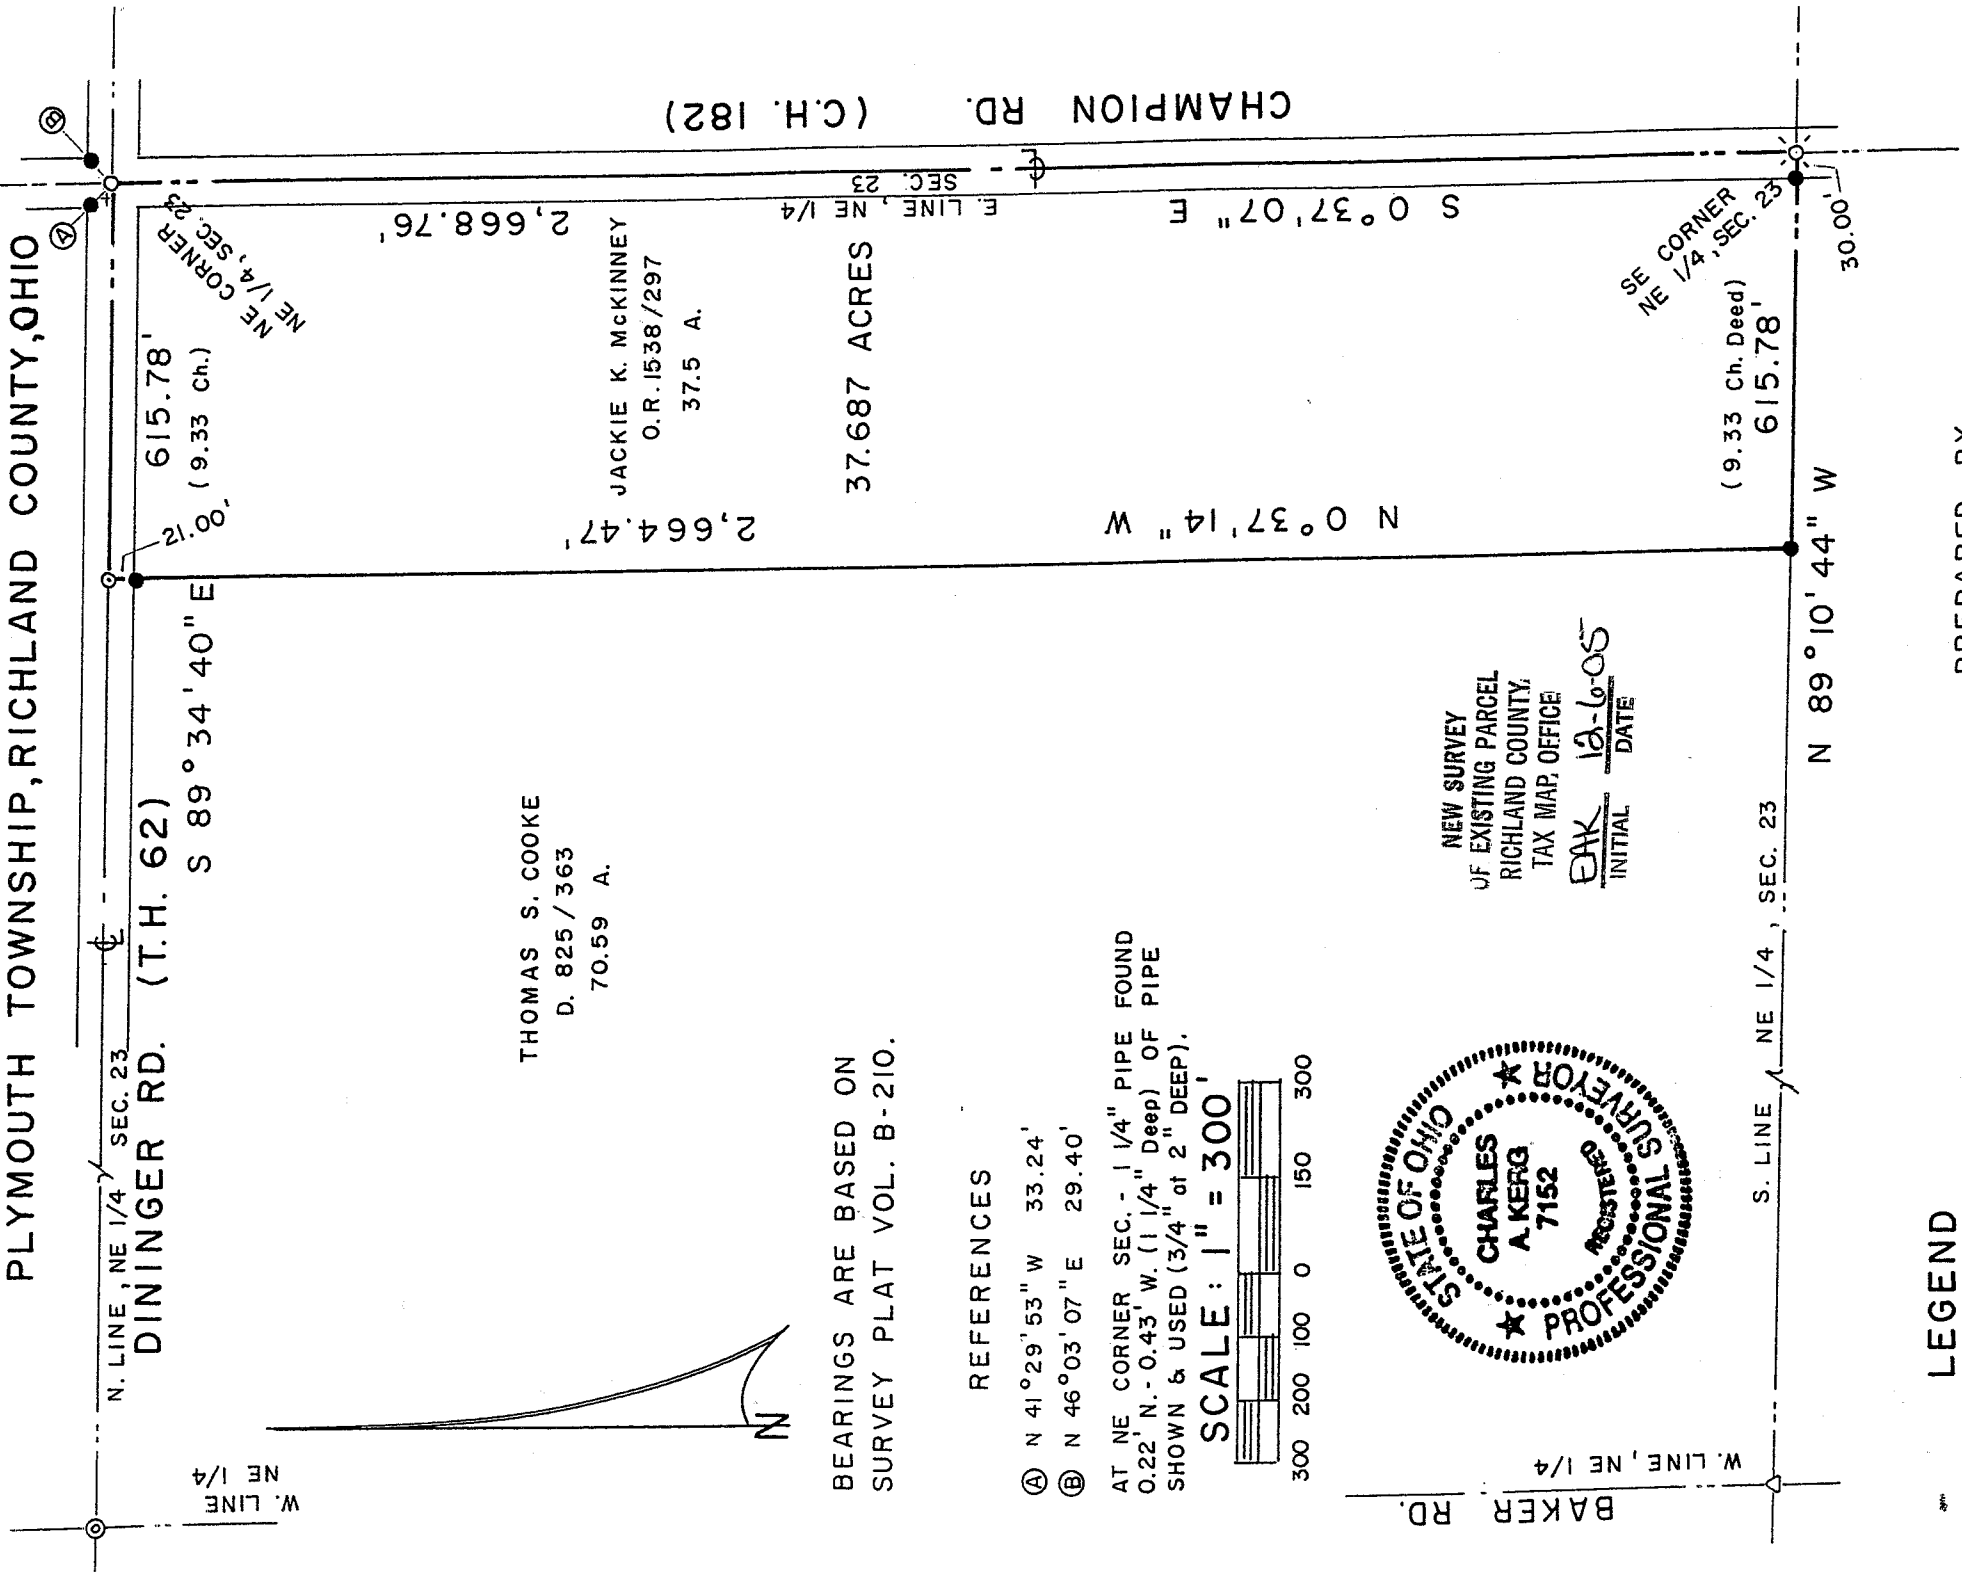 PLYMOUTH TOWNSHIP, RICHLAND COUNTY, OHIO
N. LINE, NE 1/4 SEC. 23
DININGER RD. (T.H. 62)
S 89°34'40" E
615.78'
(9.33 Ch.)
21.00'
A
B
NE CORNER
NE 1/4, SEC. 23
W. LINE
NE 1/4
CHAMPION RD. (C.H. 182)
E. LINE, NE 1/4
SEC. 23
2,668.76'
S 0°37'07" E
JACKIE K. McKINNEY
O.R. 1538/297
37.5 A.
37.687 ACRES
2,664.47'
N 0°37'14" W
THOMAS S. COOKE
D. 825/363
70.59 A.
SE CORNER
NE 1/4, SEC. 23
30.00'
(9.33 Ch. Deed)
615.78'
N 89°10'44" W
S. LINE NE 1/4, SEC. 23
W. LINE, NE 1/4
BAKER RD.
N
BEARINGS ARE BASED ON
SURVEY PLAT VOL. B-210.
REFERENCES
A N 41°29'53" W 33.24'
B N 46°03'07" E 29.40'
AT NE CORNER SEC. - 1 1/4" PIPE FOUND
0.22' N. - 0.43' W. (1 1/4" Deep) OF PIPE
SHOWN & USED (3/4" at 2" DEEP).
SCALE: 1" = 300'
300 200 100 0 150 300
NEW SURVEY
OF EXISTING PARCEL
RICHLAND COUNTY
TAX MAP OFFICE
EAK 12-6-05
INITIAL DATE
STATE OF OHIO
CHARLES
A. KERG
7152
REGISTERED
PROFESSIONAL SURVEYOR
LEGEND
PREPARED BY